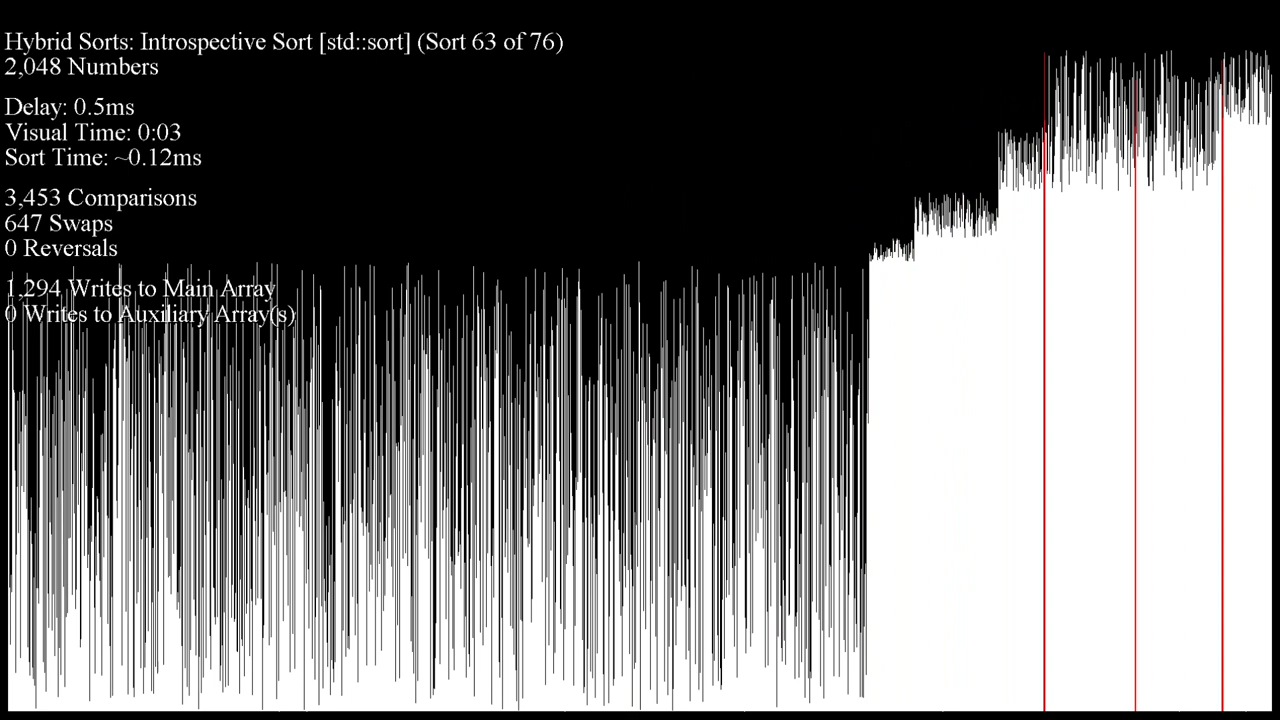 Hybrid Sorts: Introspective Sort [std::sort] (Sort 63 of 76)
2,048 Numbers
Delay: 0.5ms
Visual Time: 0:03
Sort Time: ~0.12ms
3,453 Comparisons
647 Swaps
0 Reversals
1,294 Writes to Main Array
0 Writes to Auxiliary Array(s)